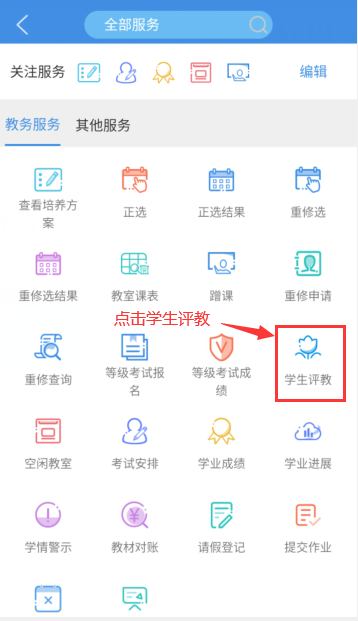 全部服务
关注服务
编辑
教务服务 其他服务
查看培养方
案
正选
正选结果
重修选
重修选结果
教室课表
蹭课
重修申请
点击学生评教
重修查询
等级考试报
名
等级考试成
绩
学生评教
空闲教室
考试安排
学业成绩
学业进展
学情警示
教材对账
请假登记
提交作业